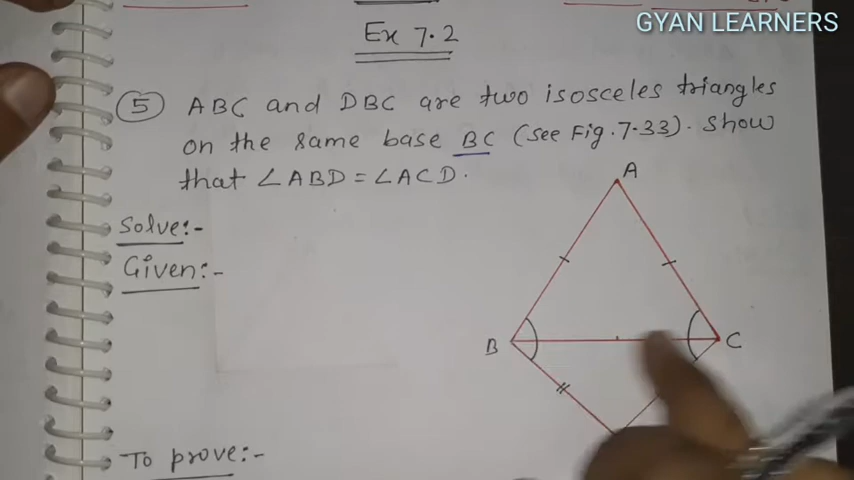 GYAN LEARNERS
Ex 7.2
5 ABC and DBC are two isosceles triangles
on the same base BC (see Fig.7.33). Show
that ∠ABD = ∠ACD.
A
Solve:-
Given:-
B
C
To prove:-